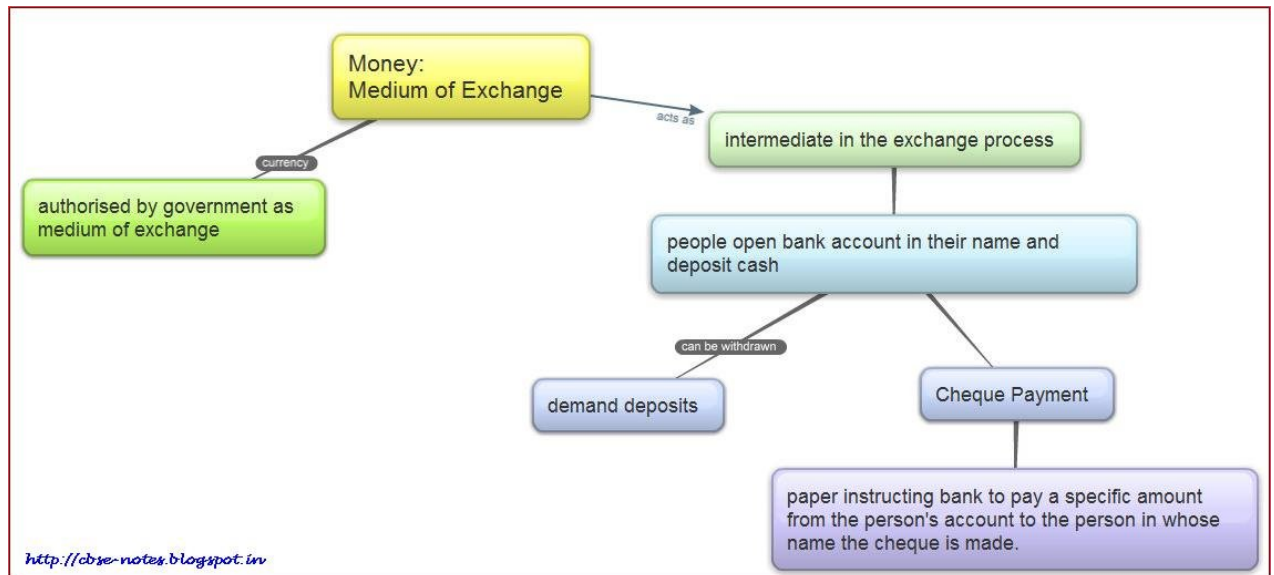 Money:
Medium of Exchange
acts as
intermediate in the exchange process
currency
authorised by government as
medium of exchange
people open bank account in their name and
deposit cash
can be withdrawn
demand deposits
Cheque Payment
paper instructing bank to pay a specific amount
from the person's account to the person in whose
name the cheque is made.
http://cbse-notes.blogspot.in